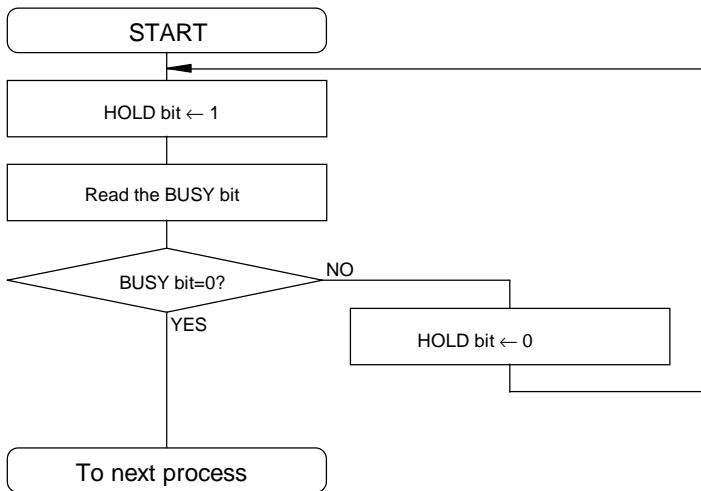 START
HOLD bit ← 1
Read the BUSY bit
BUSY bit=0?
NO
YES
HOLD bit ← 0
To next process